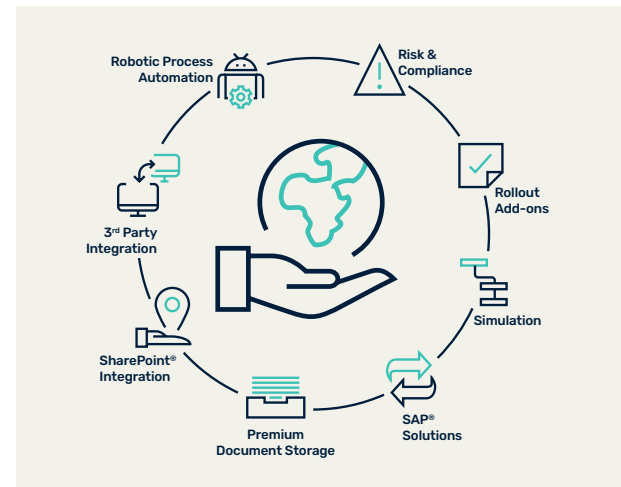 Robotic Process
Automation
Risk &
Compliance
Rollout
Add-ons
3rd Party
Integration
Simulation
SharePoint®
Integration
SAP®
Solutions
Premium
Document Storage